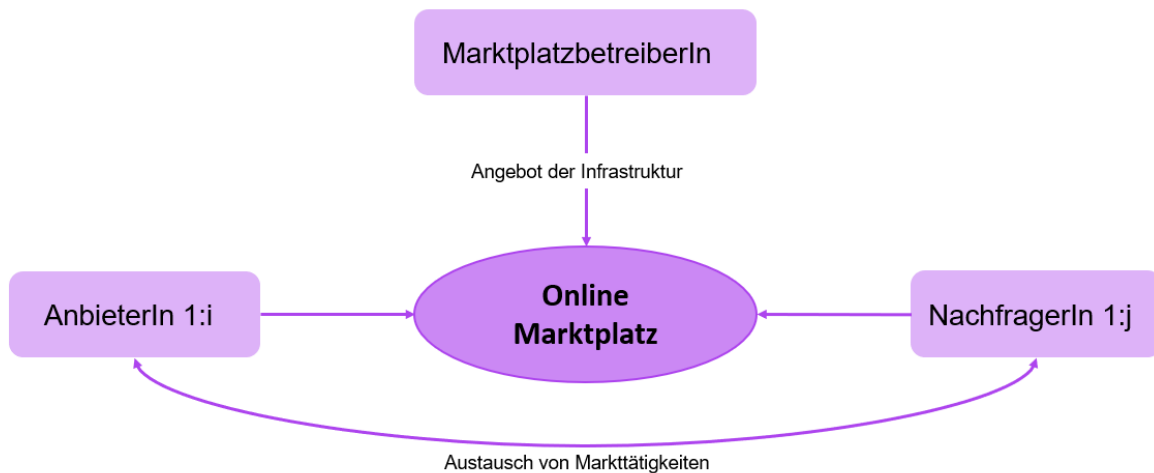 MarktplatzbetreiberIn
Angebot der Infrastruktur
Online
Marktplatz
AnbieterIn 1:i
NachfragerIn 1:j
Austausch von Markttätigkeiten